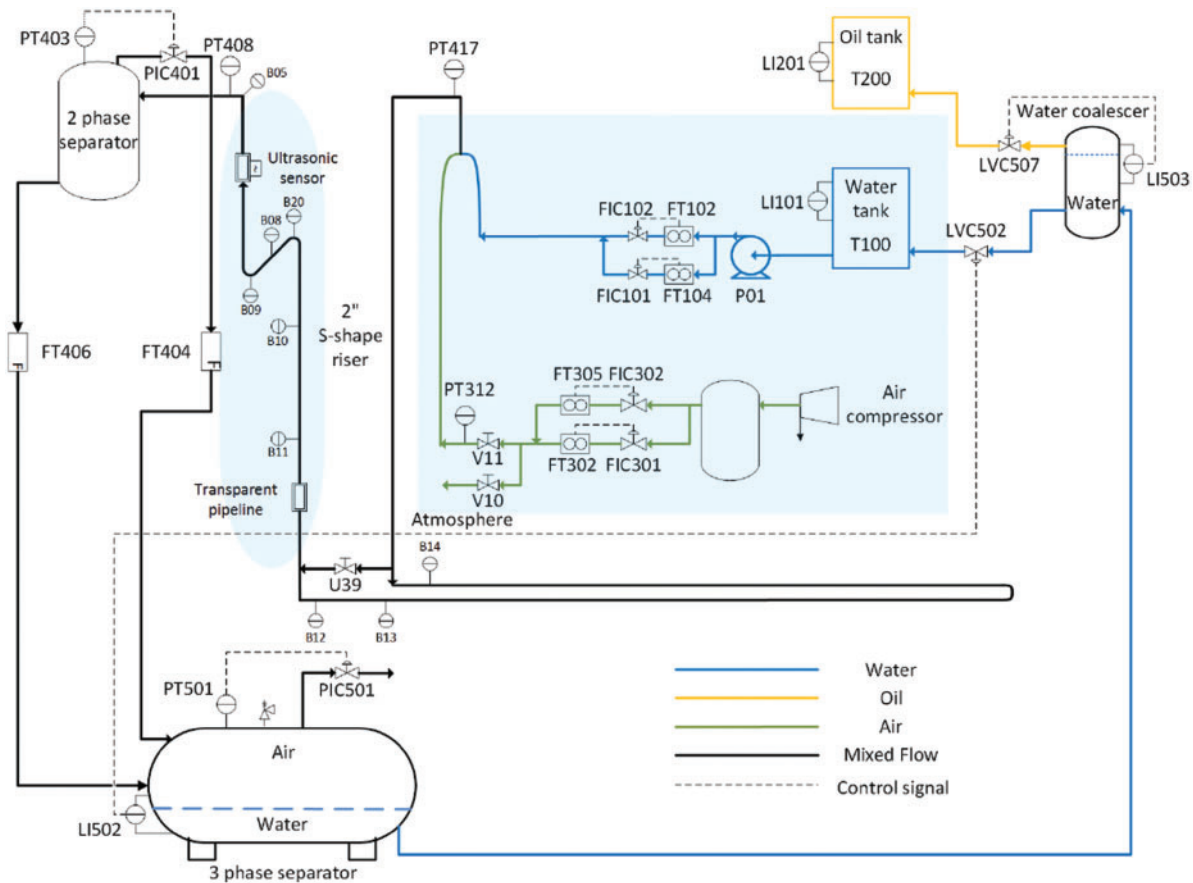 PT403
PIC401
PT408
B05
2 phase
separator
Ultrasonic
sensor
B08
B20
B09
B10
2"
S-shape
riser
FT406
FT404
B11
Transparent
pipeline
PT417
Oil tank
T200
LI201
Water coalescer
LVC507
LI503
Water
LI101
Water
tank
T100
LVC502
FIC102
FT102
FIC101
FT104
P01
PT312
FT305
FIC302
Air
compressor
V11
FT302
FIC301
V10
Atmosphere
B14
U39
B12
B13
PT501
PIC501
Air
Water
LI502
3 phase separator
Water
Oil
Air
Mixed Flow
Control signal